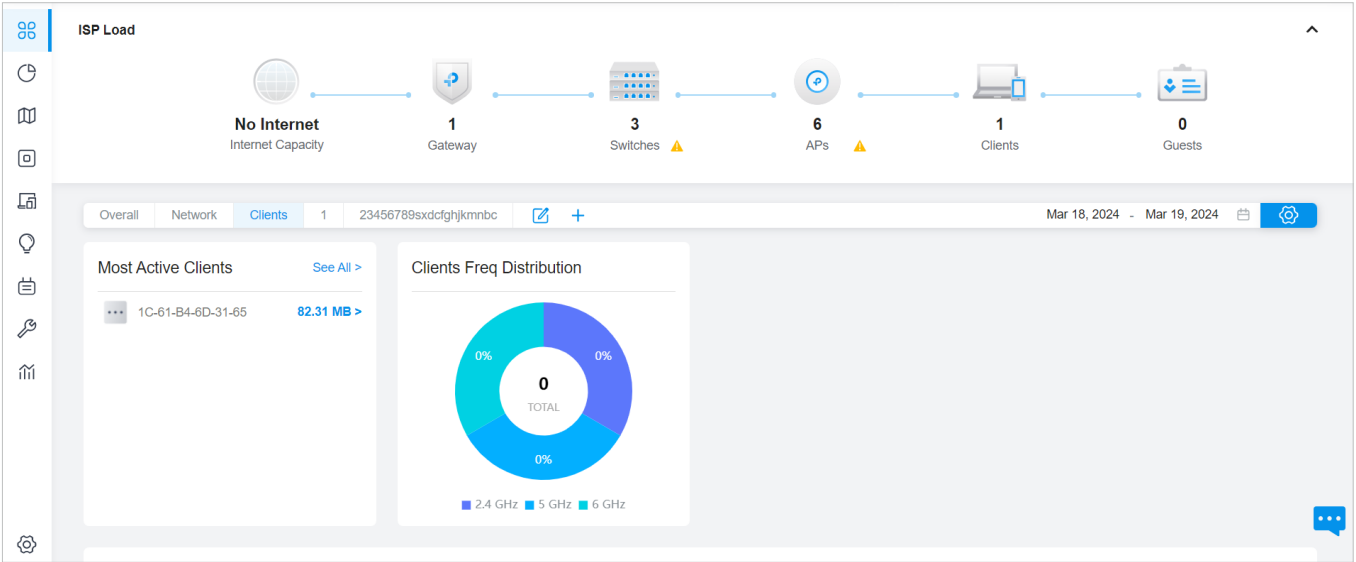 ISP Load
No Internet
Internet Capacity
1
Gateway
3
Switches
6
APs
1
Clients
0
Guests
Overall Network Clients 1 23456789sxdcfghjkmnbc Mar 18, 2024 - Mar 19, 2024
Most Active Clients See All >
1C-61-B4-6D-31-65 82.31 MB >
Clients Freq Distribution
0% 0%
0
TOTAL
0%
2.4 GHz 5 GHz 6 GHz